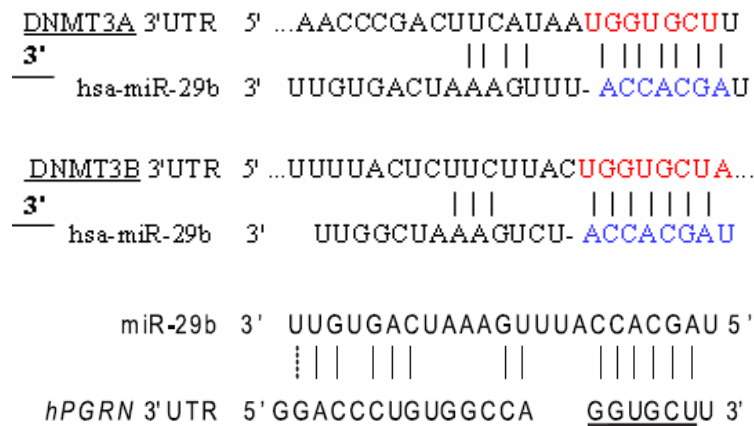 DNMT3A 3'UTR 5' ...AACCCGACUUCAUAAUGGUGCUU
3'
hsa-miR-29b 3' UUGUGACUAAAGUUU- ACCACGAU
DNMT3B 3'UTR 5' ...UUUUACUCUUCUUACUGGUGCUA...
3'
hsa-miR-29b 3' UUGGCUAAAGUCU- ACCACGAU
miR-29b 3' UUGUGACUAAAGUUUACCACGAU 5'
hPGRN 3'UTR 5'GGACCCUGUGGCCA GGUGCUU 3'